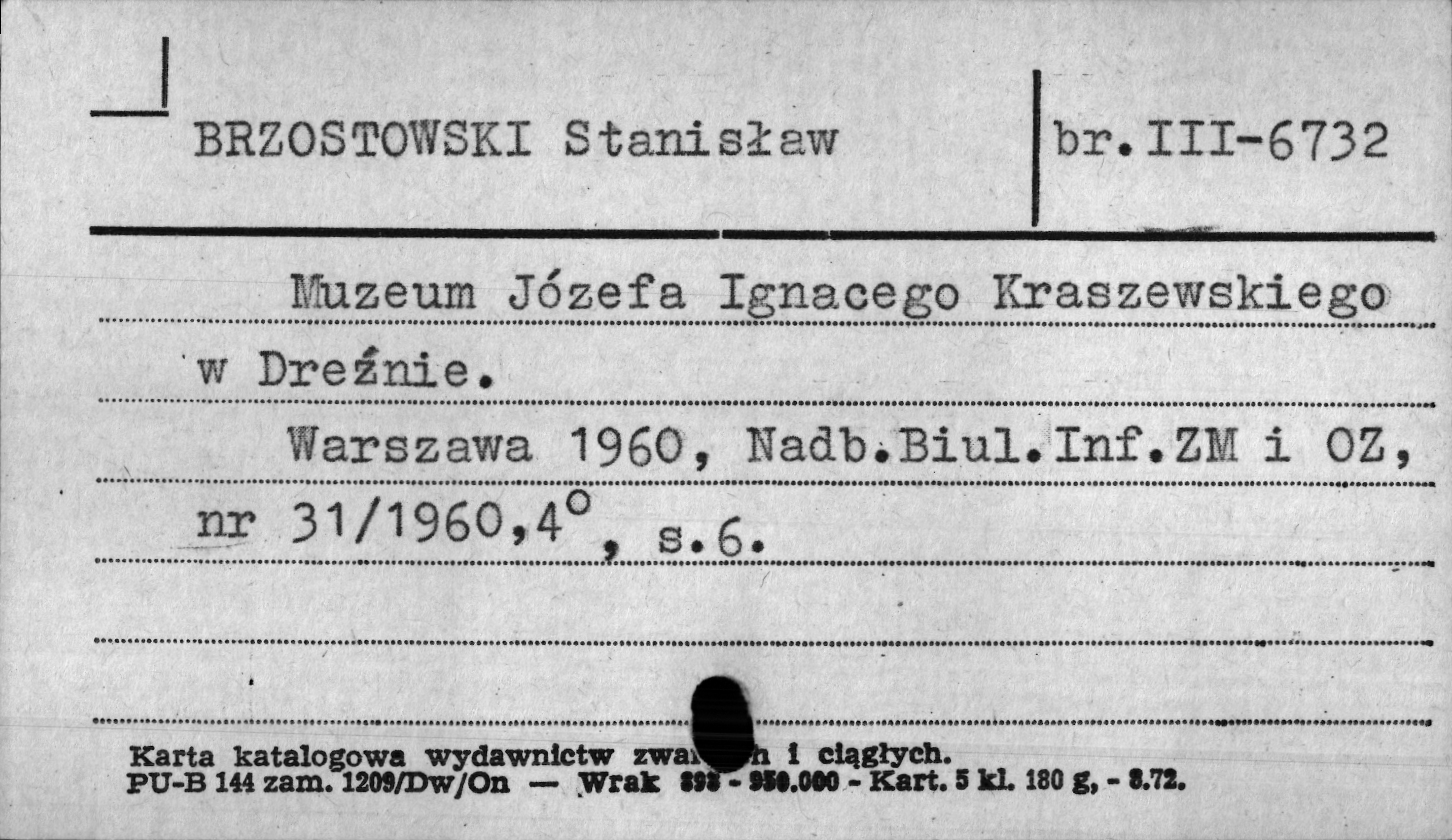 BRZOSTOWSKI Stanisław
br.III-6732
Muzeum Józefa Ignacego Kraszewskiego
w Dreźnie.
Warszawa 1960, Nadb.Biul.Inf.ZM i OZ,
nr 31/1960,4°, s.6.
Karta katalogowa wydawnictw i ciągłych.
PU-B 144 zam. 1209/Dw/On — Wrak - 950.000 - Kart. 5 kl. 180 g, - 8.72.